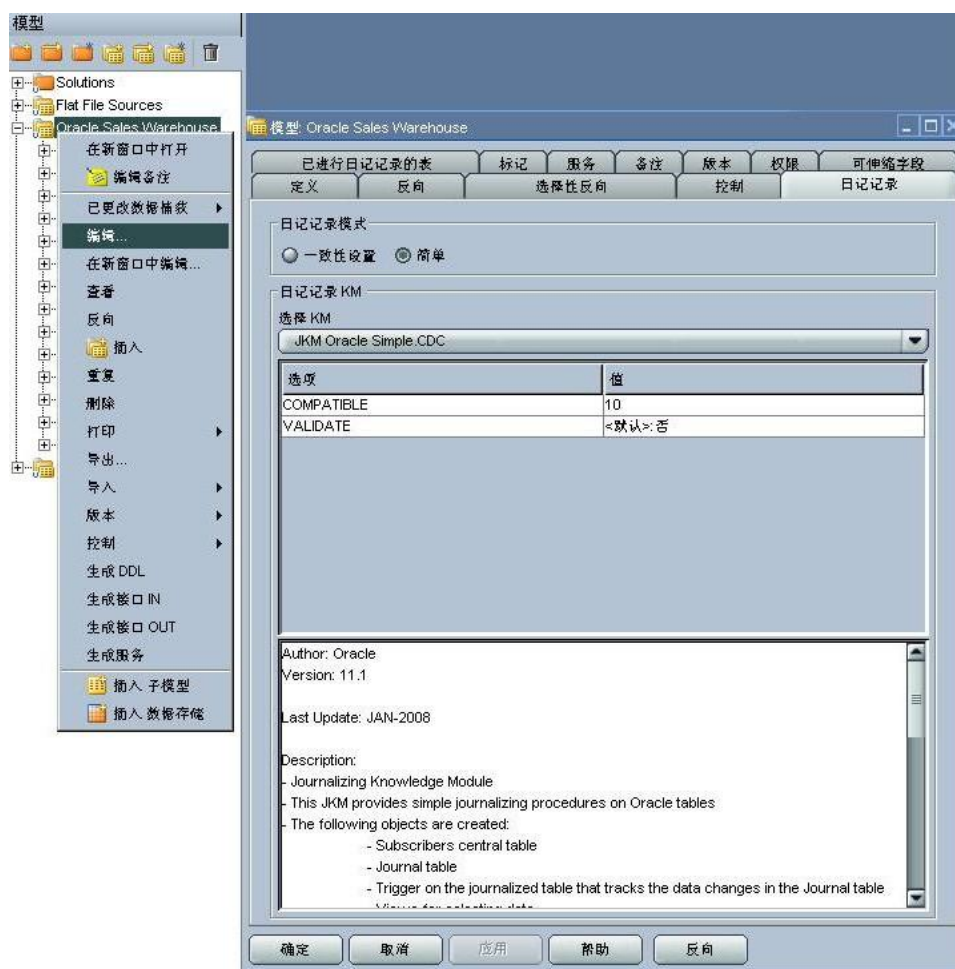 模型
Solutions
Flat File Sources
Oracle Sales Warehouse
在新窗口中打开
编辑备注
已更改数据捕获
编辑...
在新窗口中编辑...
查看
反向
插入
重复
删除
打印
导出...
导入
版本
控制
生成 DDL
生成接口 IN
生成接口 OUT
生成服务
插入 子模型
插入 数据存储
模型: Oracle Sales Warehouse
已进行日记记录的表 标记 服务 备注 版本 权限 可伸缩字段
定义 反向 选择性反向 控制 日记记录
日记记录模式
一致性设置 简单
日记记录 KM
选择 KM
JKM Oracle Simple.CDC
选项 值
COMPATIBLE 10
VALIDATE <默认>:否
Author: Oracle
Version: 11.1
Last Update: JAN-2008
Description:
- Journalizing Knowledge Module
- This JKM provides simple journalizing procedures on Oracle tables
- The following objects are created:
- Subscribers central table
- Journal table
- Trigger on the journalized table that tracks the data changes in the Journal table
确定 取消 应用 帮助 反向